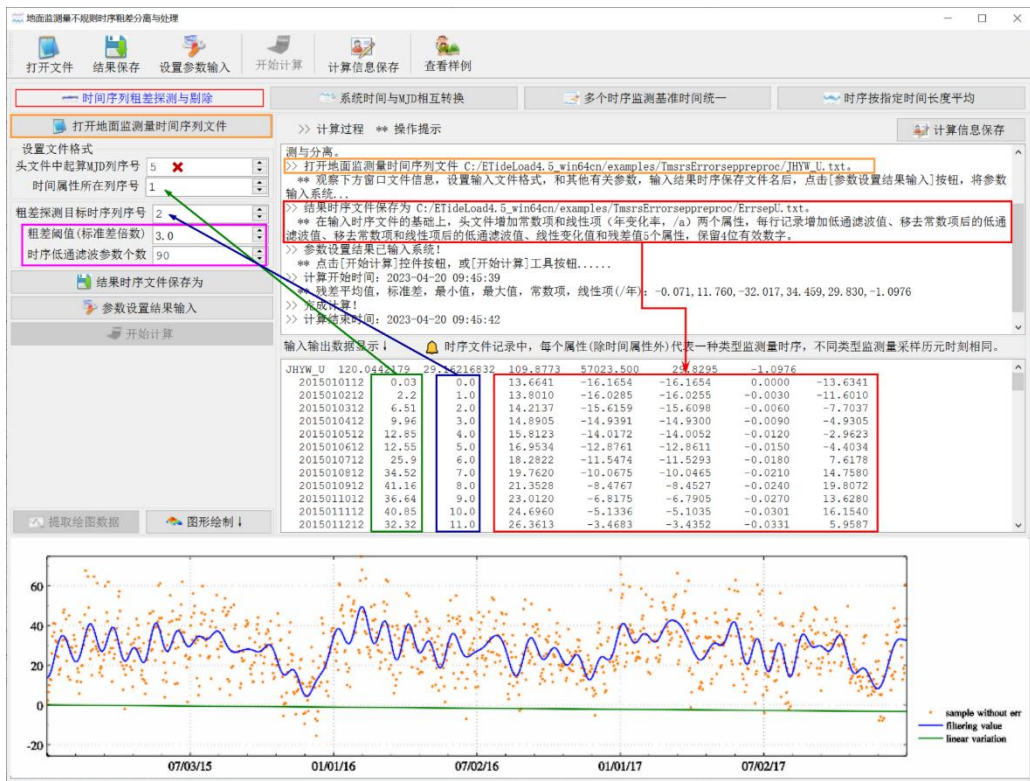 地面监测量不规则时序粗差分离与处理
打开文件 结果保存 设置参数输入 开始计算 计算信息保存 查看样例
时间序列粗差探测与剔除 系统时间与MJD相互转换 多个时序监测基准时间统一 时序按指定时间长度平均
打开地面监测量时间序列文件
设置文件格式
头文件中起算MJD列序号 5
时间属性所在列序号 1
粗差探测目标时序列序号 2
粗差阈值(标准差倍数) 3.0
时序低通滤波参数个数 90
结果时序文件保存为
参数设置结果输入
开始计算
提取绘图数据 图形绘制↓
>> 计算过程 ** 操作提示 计算信息保存
测与分离。
>> 打开地面监测量时间序列文件 C:/ETideLoad4.5_win64cn/examples/TmsrsErrorseppreproc/JHYW_U.txt。
** 观察下方窗口文件信息，设置输入文件格式，和其他有关参数，输入结果时序保存文件名后，点击[参数设置结果输入]按钮，将参数
输入系统...
>> 结果时序文件保存为 C:/ETideLoad4.5_win64cn/examples/TmsrsErrorseppreproc/ErrsepU.txt。
** 在输入时序文件的基础上，头文件增加常数项和线性项（年变化率，/a）两个属性，每行记录增加低通滤波值、移去常数项后的低通
滤波值、移去常数项和线性项后的低通滤波值、线性变化值和残差值5个属性，保留4位有效数字。
>> 参数设置结果已输入系统！
** 点击[开始计算]控件按钮，或[开始计算]工具按钮......
>> 计算开始时间：2023-04-20 09:45:39
** 残差平均值，标准差，最小值，最大值，常数项，线性项(/年)：-0.071,11.760,-32.017,34.459,29.830,-1.0976
>> 完成计算！
>> 计算结束时间：2023-04-20 09:45:42
输入输出数据显示↓ 时序文件记录中，每个属性(除时间属性外)代表一种类型监测量时序，不同类型监测量采样历元时刻相同。
JHYW_U 120.0442179 29.16216832 109.8773 57023.500 29.8295 -1.0976
2015010112 0.03 0.0 13.6641 -16.1654 -16.1654 0.0000 -13.6341
2015010212 2.2 1.0 13.8010 -16.0285 -16.0255 -0.0030 -11.6010
2015010312 6.51 2.0 14.2137 -15.6159 -15.6098 -0.0060 -7.7037
2015010412 9.96 3.0 14.8905 -14.9391 -14.9300 -0.0090 -4.9305
2015010512 12.85 4.0 15.8123 -14.0172 -14.0052 -0.0120 -2.9623
2015010612 12.55 5.0 16.9534 -12.8761 -12.8611 -0.0150 -4.4034
2015010712 25.9 6.0 18.2822 -11.5474 -11.5293 -0.0180 7.6178
2015010812 34.52 7.0 19.7620 -10.0675 -10.0465 -0.0210 14.7580
2015010912 41.16 8.0 21.3528 -8.4767 -8.4527 -0.0240 19.8072
2015011012 36.64 9.0 23.0120 -6.8175 -6.7905 -0.0270 13.6280
2015011112 40.85 10.0 24.6960 -5.1336 -5.1035 -0.0301 16.1540
2015011212 32.32 11.0 26.3613 -3.4683 -3.4352 -0.0331 5.9587
60
40
20
0
-20
07/03/15 01/01/16 07/02/16 01/01/17 07/02/17
sample without err
filtering value
linear variation